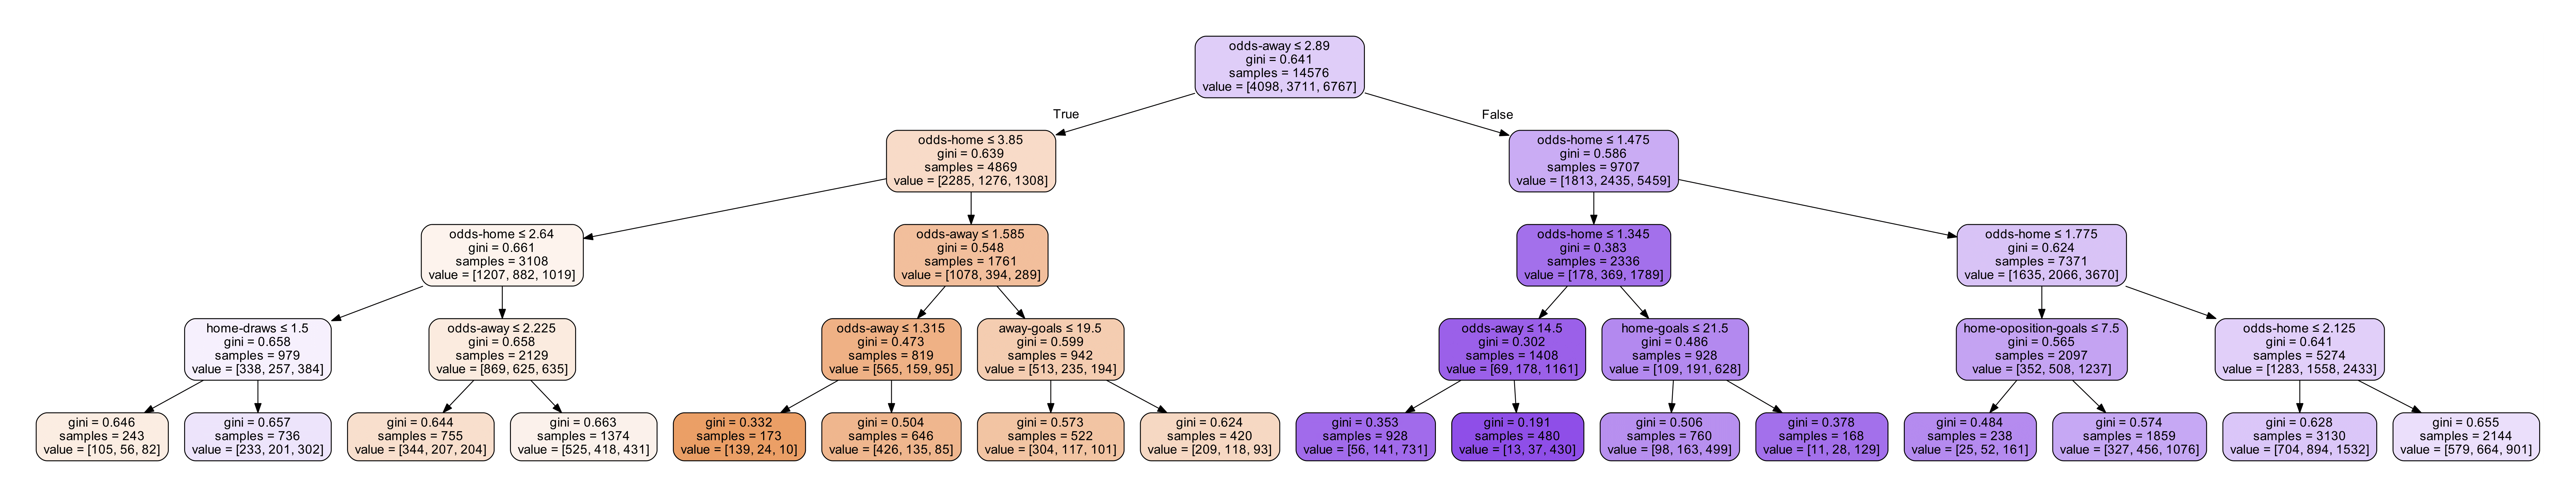 odds-away ≤ 2.89
gini = 0.641
samples = 14576
value = [4098, 3711, 6767]
True
False
odds-home ≤ 3.85
gini = 0.639
samples = 4869
value = [2285, 1276, 1308]
odds-home ≤ 1.475
gini = 0.586
samples = 9707
value = [1813, 2435, 5459]
odds-home ≤ 2.64
gini = 0.661
samples = 3108
value = [1207, 882, 1019]
odds-away ≤ 1.585
gini = 0.548
samples = 1761
value = [1078, 394, 289]
odds-home ≤ 1.345
gini = 0.383
samples = 2336
value = [178, 369, 1789]
odds-home ≤ 1.775
gini = 0.624
samples = 7371
value = [1635, 2066, 3670]
home-draws ≤ 1.5
gini = 0.658
samples = 979
value = [338, 257, 384]
odds-away ≤ 2.225
gini = 0.658
samples = 2129
value = [869, 625, 635]
odds-away ≤ 1.315
gini = 0.473
samples = 819
value = [565, 159, 95]
away-goals ≤ 19.5
gini = 0.599
samples = 942
value = [513, 235, 194]
odds-away ≤ 14.5
gini = 0.302
samples = 1408
value = [69, 178, 1161]
home-goals ≤ 21.5
gini = 0.486
samples = 928
value = [109, 191, 628]
home-oposition-goals ≤ 7.5
gini = 0.565
samples = 2097
value = [352, 508, 1237]
odds-home ≤ 2.125
gini = 0.641
samples = 5274
value = [1283, 1558, 2433]
gini = 0.646
samples = 243
value = [105, 56, 82]
gini = 0.657
samples = 736
value = [233, 201, 302]
gini = 0.644
samples = 755
value = [344, 207, 204]
gini = 0.663
samples = 1374
value = [525, 418, 431]
gini = 0.332
samples = 173
value = [139, 24, 10]
gini = 0.504
samples = 646
value = [426, 135, 85]
gini = 0.573
samples = 522
value = [304, 117, 101]
gini = 0.624
samples = 420
value = [209, 118, 93]
gini = 0.353
samples = 928
value = [56, 141, 731]
gini = 0.191
samples = 480
value = [13, 37, 430]
gini = 0.506
samples = 760
value = [98, 163, 499]
gini = 0.378
samples = 168
value = [11, 28, 129]
gini = 0.484
samples = 238
value = [25, 52, 161]
gini = 0.574
samples = 1859
value = [327, 456, 1076]
gini = 0.628
samples = 3130
value = [704, 894, 1532]
gini = 0.655
samples = 2144
value = [579, 664, 901]